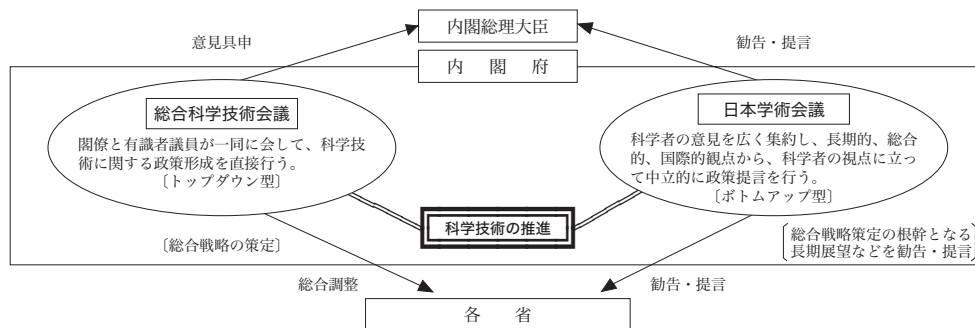 内閣総理大臣
意見具申
勧告・提言
内　閣　府
総合科学技術会議
閣僚と有識者議員が一同に会して、科学技
術に関する政策形成を直接行う。
〔トップダウン型〕
日本学術会議
科学者の意見を広く集約し、長期的、総合
的、国際的観点から、科学者の視点に立っ
て中立的に政策提言を行う。
〔ボトムアップ型〕
科学技術の推進
〔総合戦略の策定〕
総合戦略策定の根幹となる
長期展望などを勧告・提言
総合調整
勧告・提言
各　省